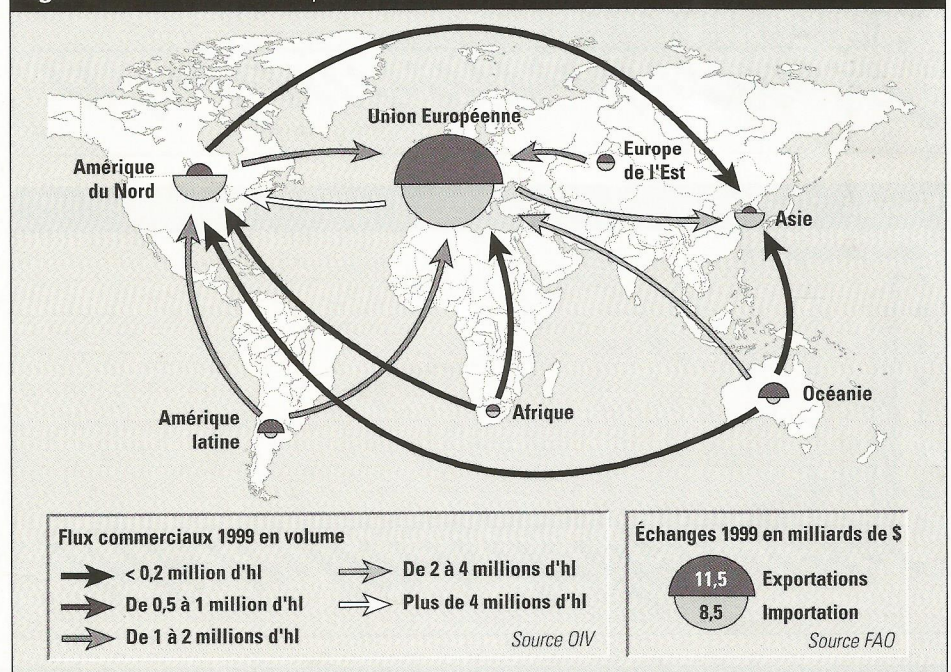 Union Européenne
Amérique
du Nord
Europe
de l'Est
Asie
Océanie
Afrique
Amérique
latine
Flux commerciaux 1999 en volume
< 0,2 million d'hl
De 0,5 à 1 million d'hl
De 1 à 2 millions d'hl
De 2 à 4 millions d'hl
Plus de 4 millions d'hl
Source OIV
Échanges 1999 en milliards de $
11,5 Exportations
8,5 Importation
Source FAO